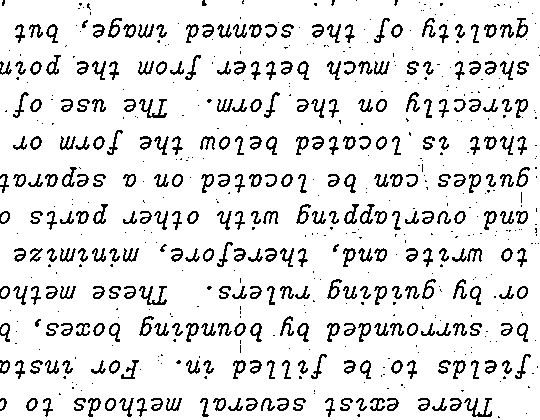 There exist several methods to
fields to be filled in. For insta
be surrounded by bounding boxes, b
or by guiding rulers. These metho
to write and, therefore, minimize
and overlapping with other parts o
guides can be located on a separat
that is located below the form or
directly on the form. The use of
sheet is much better from the poin
quality of the scanned image, but